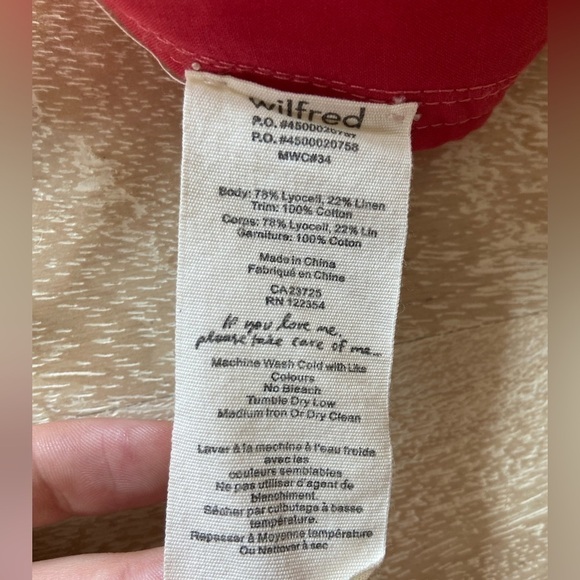 wilfred
P.O. #4500020757
P.O. #4500020758
MWC#34
Body: 78% Lyocell, 22% Linen
Trim: 100% Cotton
Corps: 78% Lyocell, 22% Lin
Garniture: 100% Coton
Made in China
Fabriqué en Chine
CA23725
RN 122354
If you love me,
please take care of me...
Machine Wash Cold with Like
Colours
No Bleach
Tumble Dry Low
Medium Iron Or Dry Clean
Laver à la machine à l'eau froide
avec les
couleurs semblables
Ne pas utiliser d'agent de
blanchiment.
Sécher par culbutage à basse
température.
Repasser à Moyenne température
Ou Nettover à sec